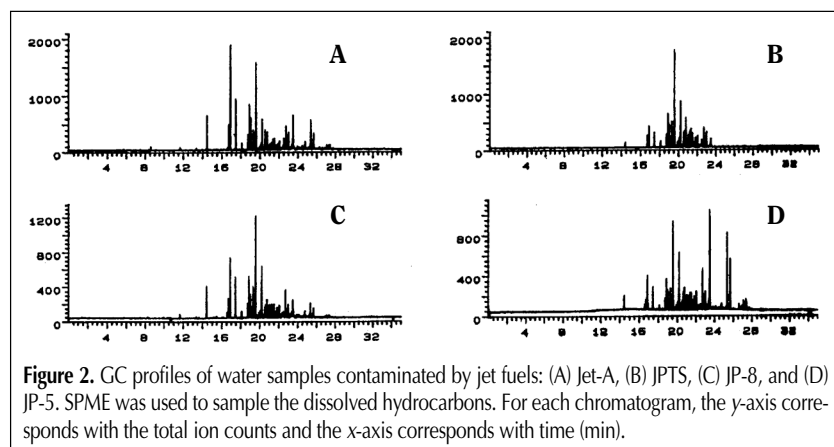 2000
1000
0
A
4 8 12 16 20 24 28 32
2000
1000
0
B
4 8 12 16 20 24 28 32
1200
800
400
0
C
4 8 12 16 20 24 28 32
800
400
0
D
4 8 12 16 20 24 28 32
Figure 2. GC profiles of water samples contaminated by jet fuels: (A) Jet-A, (B) JPTS, (C) JP-8, and (D)
JP-5. SPME was used to sample the dissolved hydrocarbons. For each chromatogram, the y-axis corre-
sponds with the total ion counts and the x-axis corresponds with time (min).